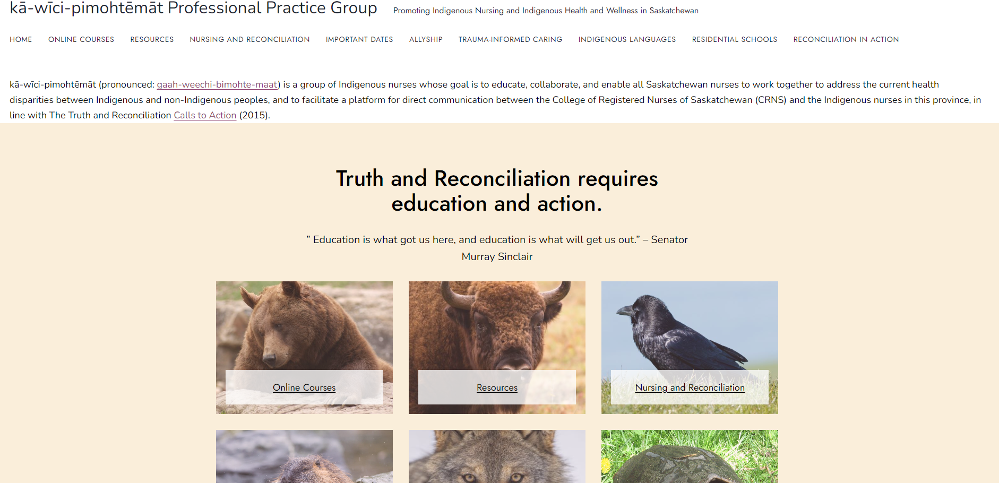 kā-wīci-pimohtēmāt Professional Practice Group
Promoting Indigenous Nursing and Indigenous Health and Wellness in Saskatchewan
HOME ONLINE COURSES RESOURCES NURSING AND RECONCILIATION IMPORTANT DATES ALLYSHIP TRAUMA-INFORMED CARING INDIGENOUS LANGUAGES RESIDENTIAL SCHOOLS RECONCILIATION IN ACTION
kā-wīci-pimohtēmāt (pronounced: gaah-weechi-bimohte-maat) is a group of Indigenous nurses whose goal is to educate, collaborate, and enable all Saskatchewan nurses to work together to address the current health
disparities between Indigenous and non-Indigenous peoples, and to facilitate a platform for direct communication between the College of Registered Nurses of Saskatchewan (CRNS) and the Indigenous nurses in this province, in
line with The Truth and Reconciliation Calls to Action (2015).
Truth and Reconciliation requires
education and action.
” Education is what got us here, and education is what will get us out.” – Senator
Murray Sinclair
Online Courses
Resources
Nursing and Reconciliation